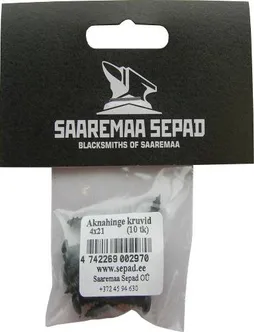 SAAREMAA SEPAD
BLACKSMITHS OF SAAREMAA
Aknahinge kruvid
4x21 (10 tk)
4 742269 002970
www.sepad.ee
Saaremaa Sepad OÜ
+372 45 94 630